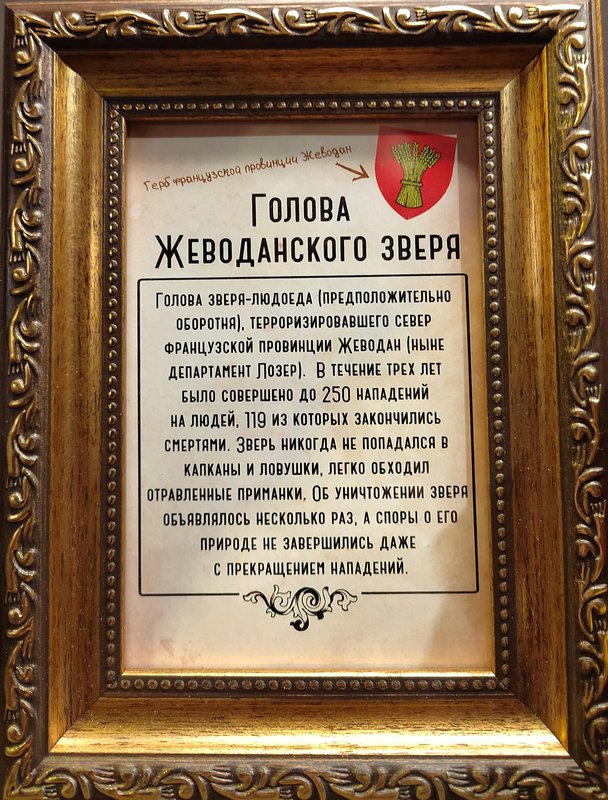 Герб французской провинции Жеводан
Голова
Жеводанского зверя
Голова зверя-людоеда (предположительно
оборотня), терроризировавшего север
французской провинции Жеводан (ныне
департамент Лозер). В течение трех лет
было совершено до 250 нападений
на людей, 119 из которых закончились
смертями. Зверь никогда не попадался в
капканы и ловушки, легко обходил
отравленные приманки. Об уничтожении зверя
объявлялось несколько раз, а споры о его
природе не завершились даже
с прекращением нападений.